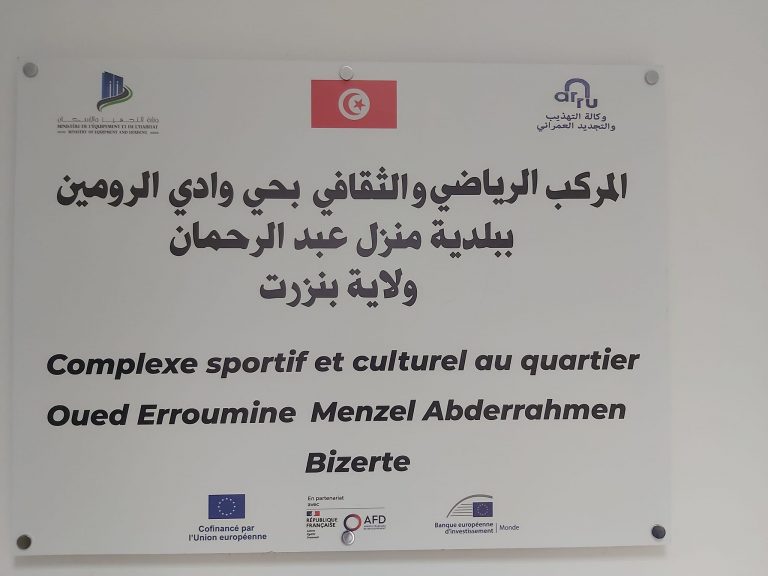 وزارة التجهيز والإسكان
MINISTÈRE DE L'ÉQUIPEMENT ET DE L'HABITAT
MINISTRY OF EQUIPMENT AND HOUSING
arru
وكالة التهذيب
والتجديد العمراني
المركب الرياضي والثقافي بحي وادي الرومين
ببلدية منزل عبد الرحمان
ولاية بنزرت
Complexe sportif et culturel au quartier
Oued Erroumine Menzel Abderrahmen
Bizerte
Cofinancé par
l'Union européenne
En partenariat
avec
RÉPUBLIQUE
FRANÇAISE
AFD
Banque européenne
d'investissement
Monde